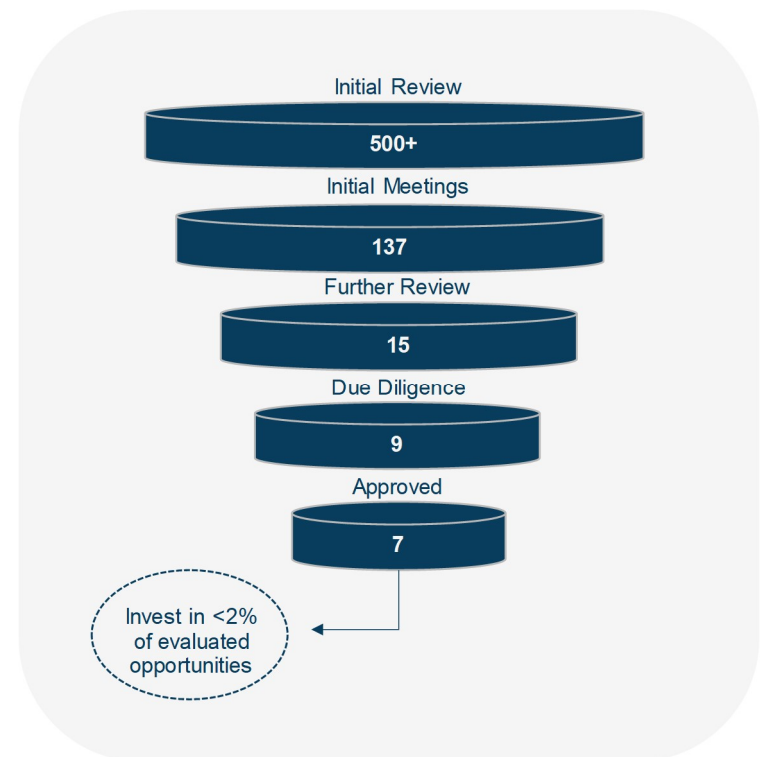 Initial Review
500+
Initial Meetings
137
Further Review
15
Due Diligence
9
Approved
7
Invest in <2%
of evaluated
opportunities